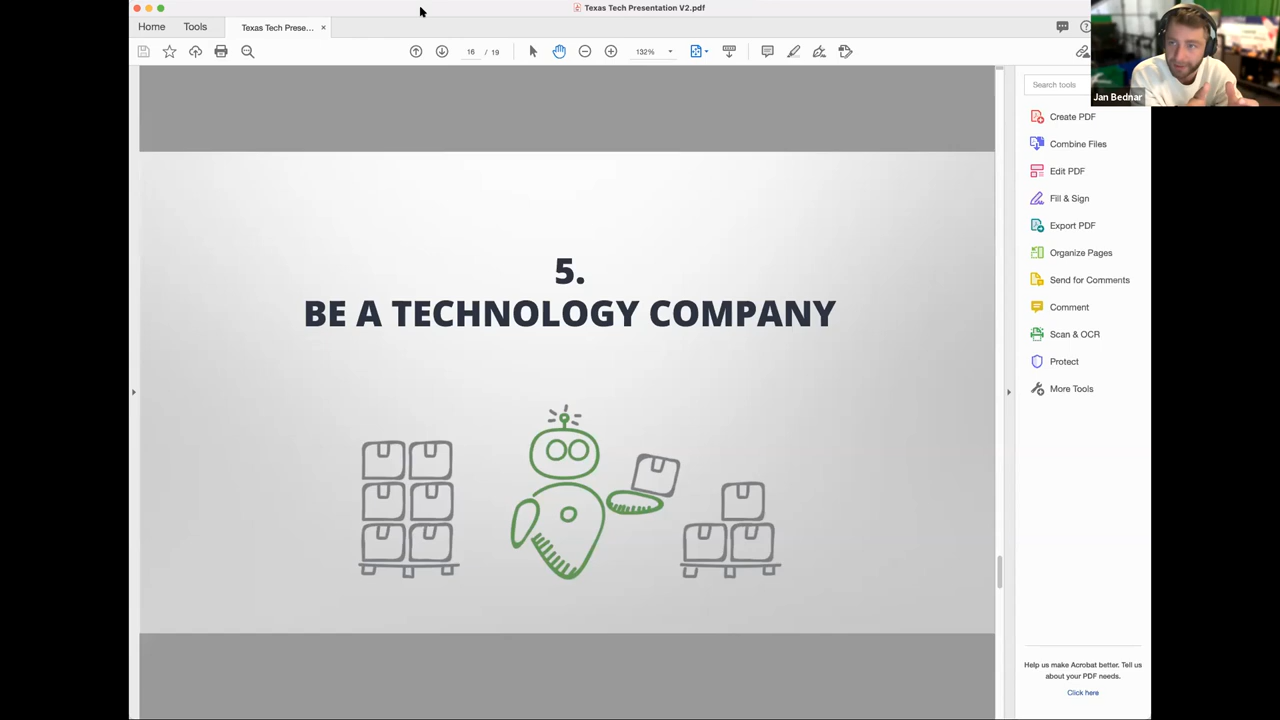 Texas Tech Presentation V2.pdf
Home
Tools
Texas Tech Prese...
×
16 / 19
132%
Jan Bednar
Search tools
Create PDF
Combine Files
Edit PDF
Fill & Sign
Export PDF
Organize Pages
Send for Comments
Comment
Scan & OCR
Protect
More Tools
5.
BE A TECHNOLOGY COMPANY
Help us make Acrobat better. Tell us
about your PDF needs.
Click here